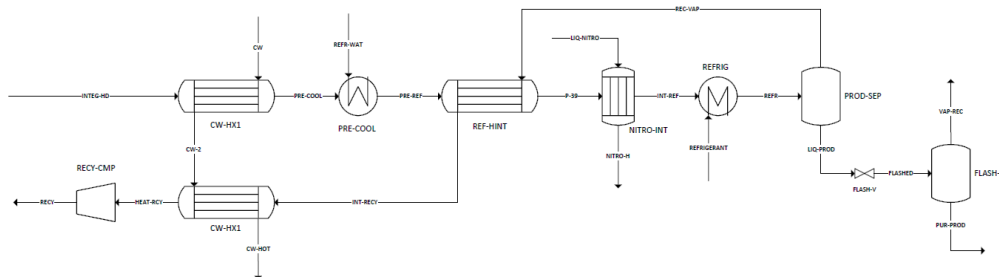 REC-VAP
CW
REFR-WAT
LIQ-NITRO
REFRIG
INTEG-HD
PRE-COOL
PRE-REF
P-39
INT-REF
REFR
PROD-SEP
CW-HX1
PRE-COOL
REF-HINT
NITRO-INT
VAP-REC
CW-2
NITRO-H
REFRIGERANT
LIQ-PROD
RECY-CMP
FLASHED
FLASH-V
FLASH-
RECY
HEAT-RCY
INT-RECY
CW-HX1
CW-HOT
PUR-PROD